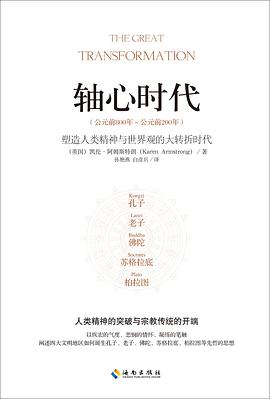 THE GREAT
TRANSFORMATION
轴心时代
（公元前800年~公元前200年）
塑造人类精神与世界观的大转折时代
（英国）凯伦·阿姆斯特朗（Karen Armstrong）/ 著
孙艳燕 白彦兵 / 译
Kongzi
孔子
Laozi
老子
Buddha
佛陀
Socrates
苏格拉底
Plato
柏拉图
人类精神的突破与宗教传统的开端
以恢宏的气度、悲悯的情怀、凝练的笔触
阐述四大文明地区如何诞生孔子、老子、佛陀、苏格拉底、柏拉图等先哲的思想
海南出版社